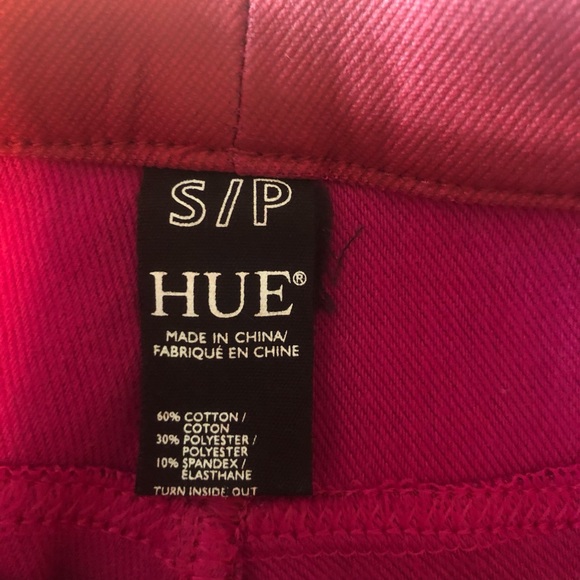 S/P
HUE®
MADE IN CHINA/
FABRIQUÉ EN CHINE
60% COTTON /
COTON
30% POLYESTER /
POLYESTER
10% SPANDEX /
ÉLASTHANE
TURN INSIDE OUT